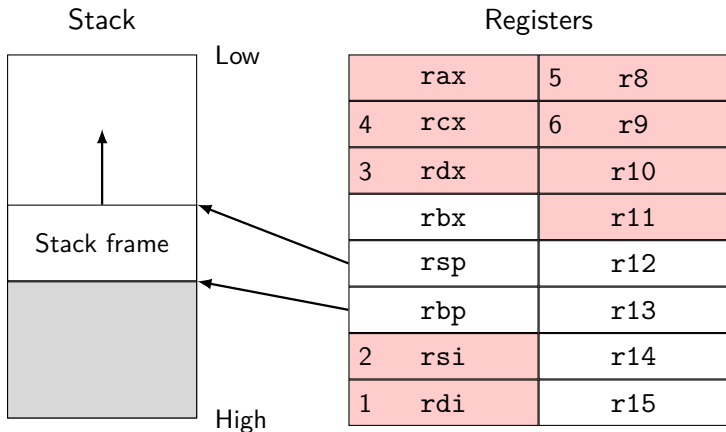 Stack
Registers
Low
rax 5 r8
4 rcx 6 r9
3 rdx r10
rbx r11
Stack frame
rsp r12
rbp r13
2 rsi r14
1 rdi r15
High